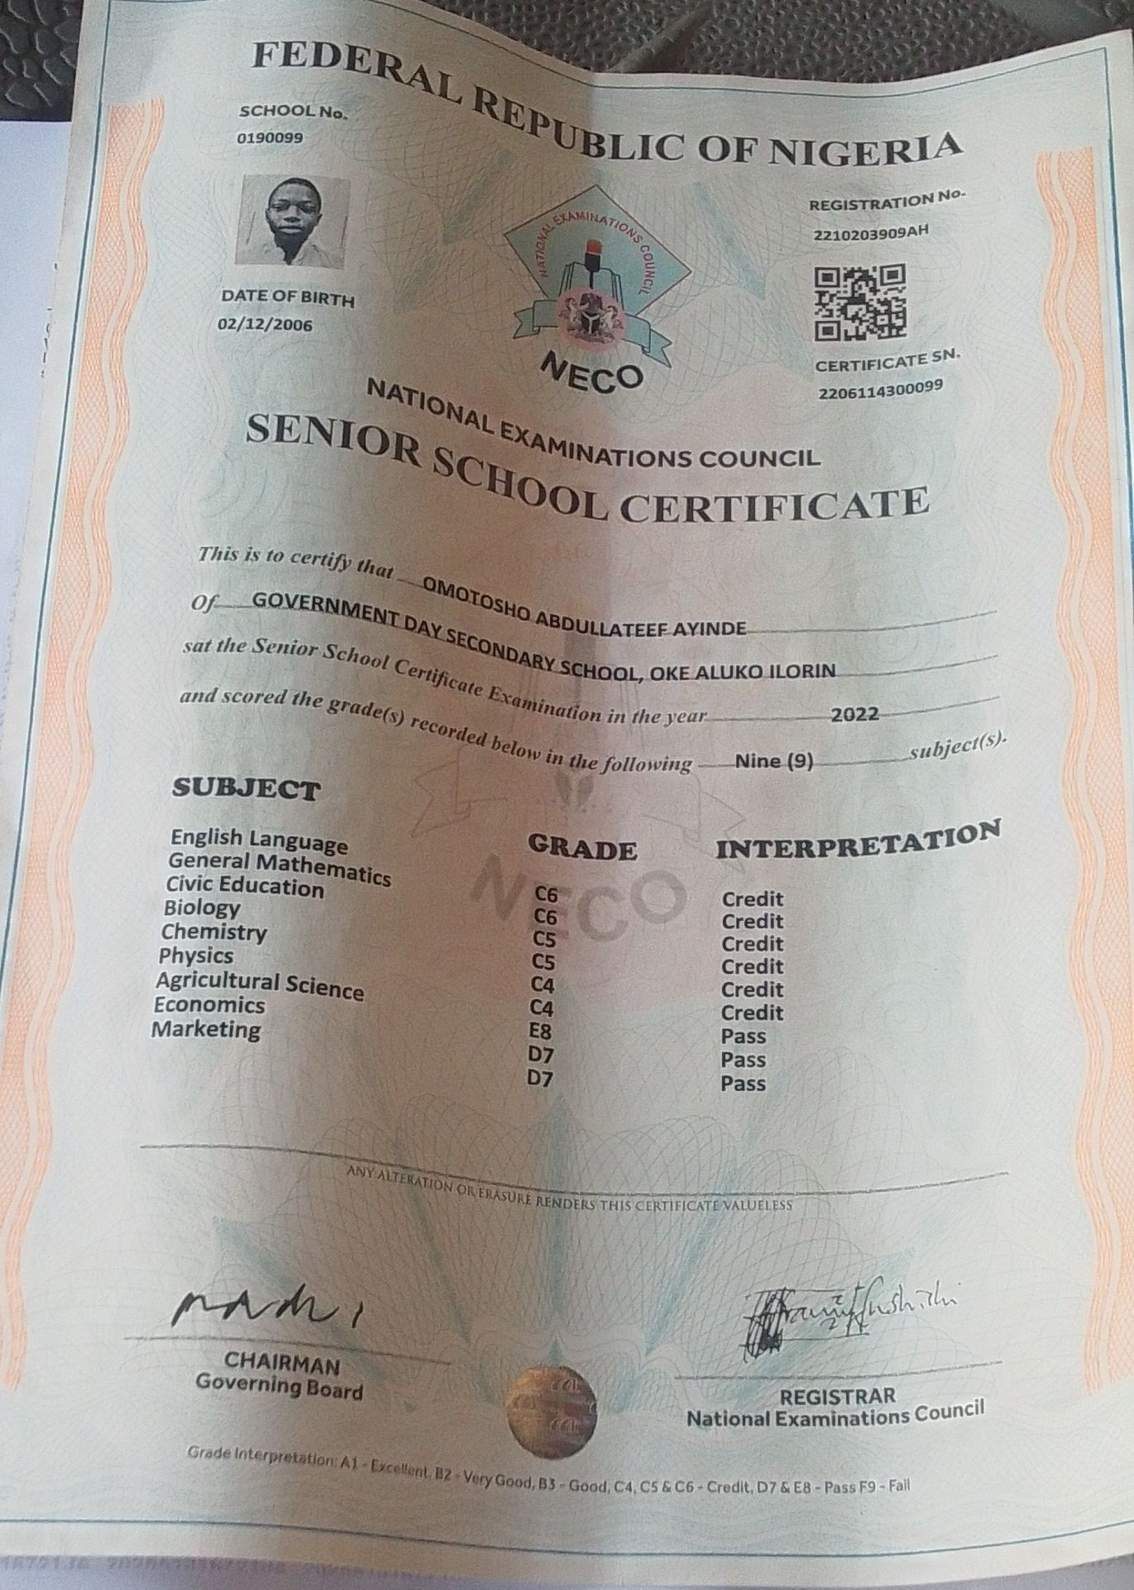 FEDERAL REPUBLIC OF NIGERIA
SCHOOL No.
0190099
DATE OF BIRTH
02/12/2006
NATIONAL EXAMINATIONS COUNCIL
NECO
REGISTRATION No.
2210203909AH
CERTIFICATE SN.
2206114300099
NATIONAL EXAMINATIONS COUNCIL
SENIOR SCHOOL CERTIFICATE
This is to certify that OMOTOSHO ABDULLATEEF AYINDE
Of GOVERNMENT DAY SECONDARY SCHOOL, OKE ALUKO ILORIN
sat the Senior School Certificate Examination in the year 2022
and scored the grade(s) recorded below in the following Nine (9) subject(s).
SUBJECT GRADE INTERPRETATION
English Language C6 Credit
General Mathematics C6 Credit
Civic Education C5 Credit
Biology C5 Credit
Chemistry C4 Credit
Physics C4 Credit
Agricultural Science E8 Pass
Economics D7 Pass
Marketing D7 Pass
NECO
ANY ALTERATION OR ERASURE RENDERS THIS CERTIFICATE VALUELESS
CHAIRMAN
Governing Board
REGISTRAR
National Examinations Council
Grade Interpretation: A1 - Excellent, B2 - Very Good, B3 - Good, C4, C5 & C6 - Credit, D7 & E8 - Pass F9 - Fail